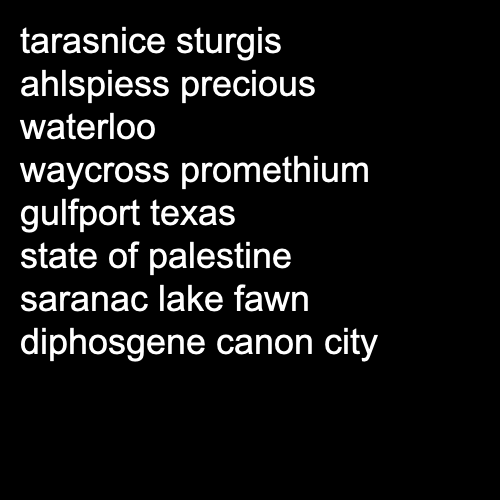 tarasnice sturgis
ahlspiess precious
waterloo
waycross promethium
gulfport texas
state of palestine
saranac lake fawn
diphosgene canon city